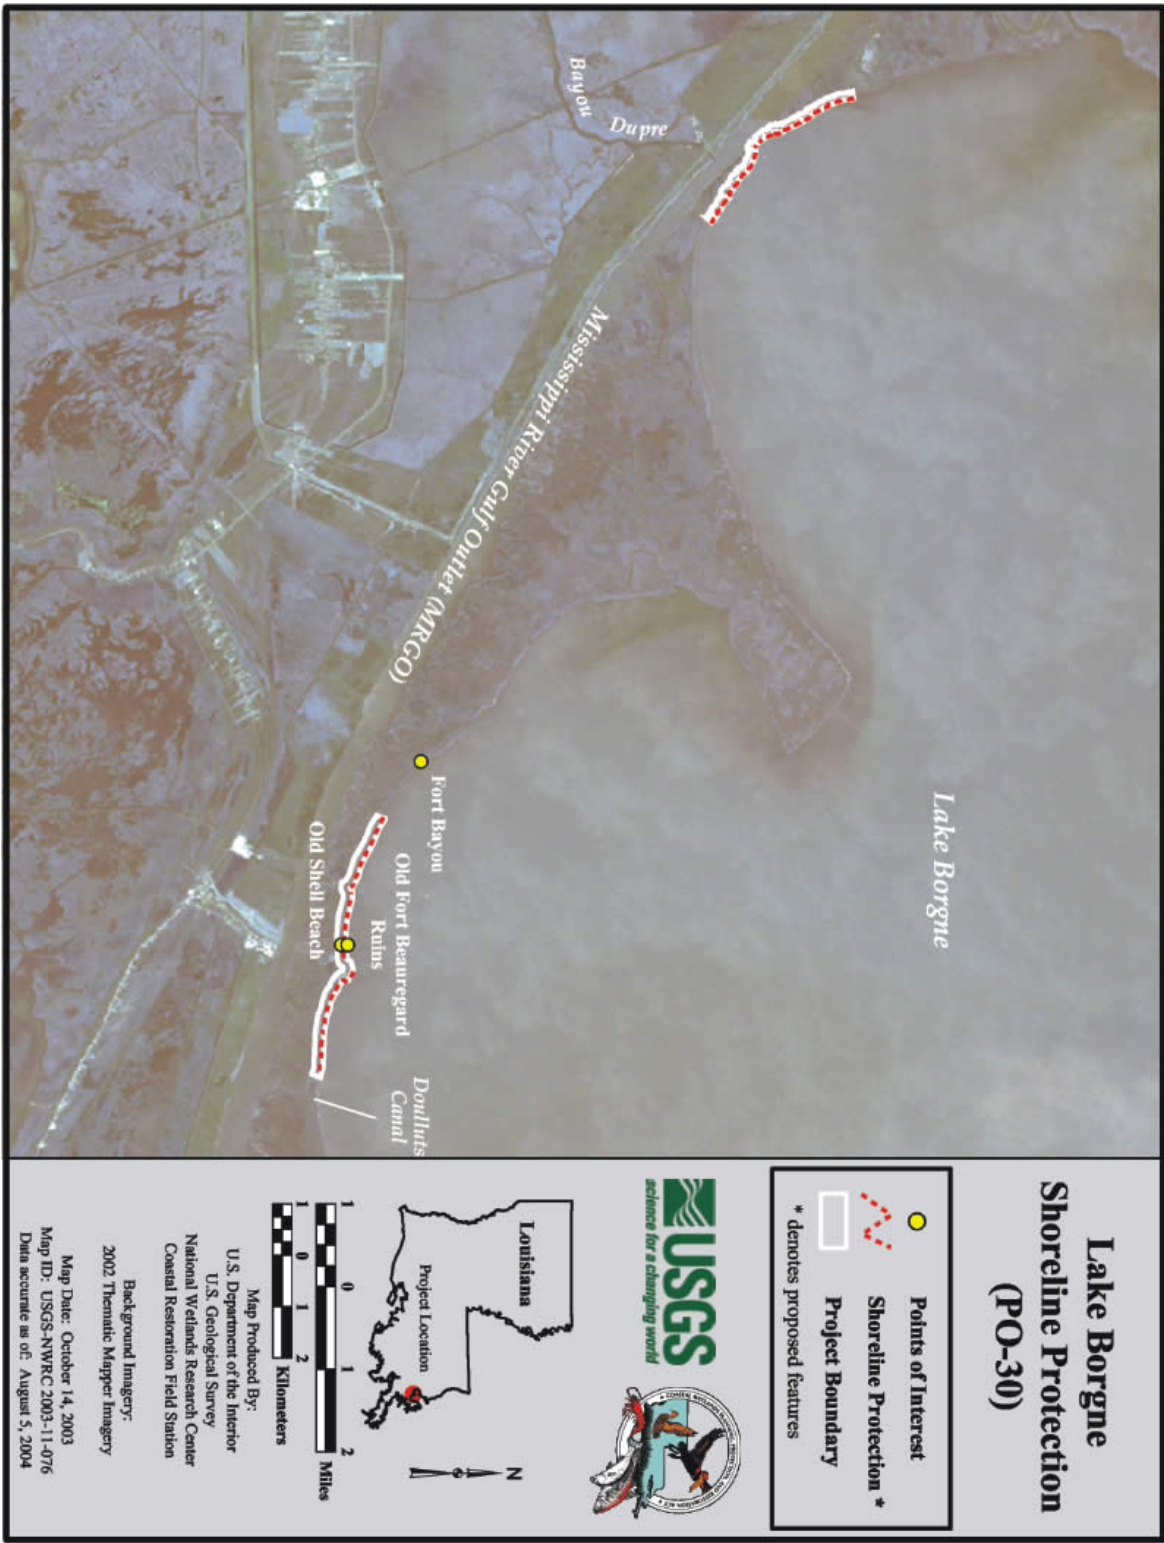 Lake Borgne
Shoreline Protection
(PO-30)
Points of Interest
Shoreline Protection *
Project Boundary
* denotes proposed features
USGS
science for a changing world
Louisiana
Project Location
N
1 0 1 2 Miles
1 0 1 2 Kilometers
Map Produced By:
U.S. Department of the Interior
U.S. Geological Survey
National Wetlands Research Center
Coastal Restoration Field Station
Background Imagery:
2002 Thematic Mapper Imagery
Map Date: October 14, 2003
Map ID: USGS-NWRC 2003-11-076
Data accurate as of: August 5, 2004
Bayou
Dupre
Mississippi River Gulf Outlet (MRGO)
Lake Borgne
Fort Bayou
Old Fort Beauregard
Ruins
Old Shell Beach
Doulluts
Canal